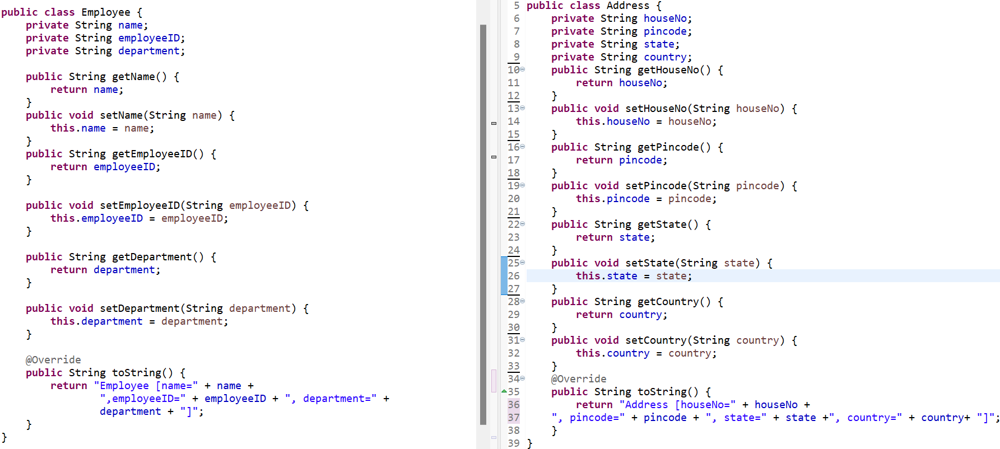 public class Employee {
    private String name;
    private String employeeID;
    private String department;

    public String getName() {
        return name;
    }
    public void setName(String name) {
        this.name = name;
    }
    public String getEmployeeID() {
        return employeeID;
    }

    public void setEmployeeID(String employeeID) {
        this.employeeID = employeeID;
    }

    public String getDepartment() {
        return department;
    }

    public void setDepartment(String department) {
        this.department = department;
    }

    @Override
    public String toString() {
        return "Employee [name=" + name +
                ",employeeID=" + employeeID + ", department=" +
                department + "]";
    }
}
5 public class Address {
6     private String houseNo;
7     private String pincode;
8     private String state;
9     private String country;
10     public String getHouseNo() {
11         return houseNo;
12     }
13     public void setHouseNo(String houseNo) {
14         this.houseNo = houseNo;
15     }
16     public String getPincode() {
17         return pincode;
18     }
19     public void setPincode(String pincode) {
20         this.pincode = pincode;
21     }
22     public String getState() {
23         return state;
24     }
25     public void setState(String state) {
26         this.state = state;
27     }
28     public String getCountry() {
29         return country;
30     }
31     public void setCountry(String country) {
32         this.country = country;
33     }
34     @Override
35     public String toString() {
36         return "Address [houseNo=" + houseNo +
37     ", pincode=" + pincode + ", state=" + state +", country=" + country+ "]";
38     }
39 }